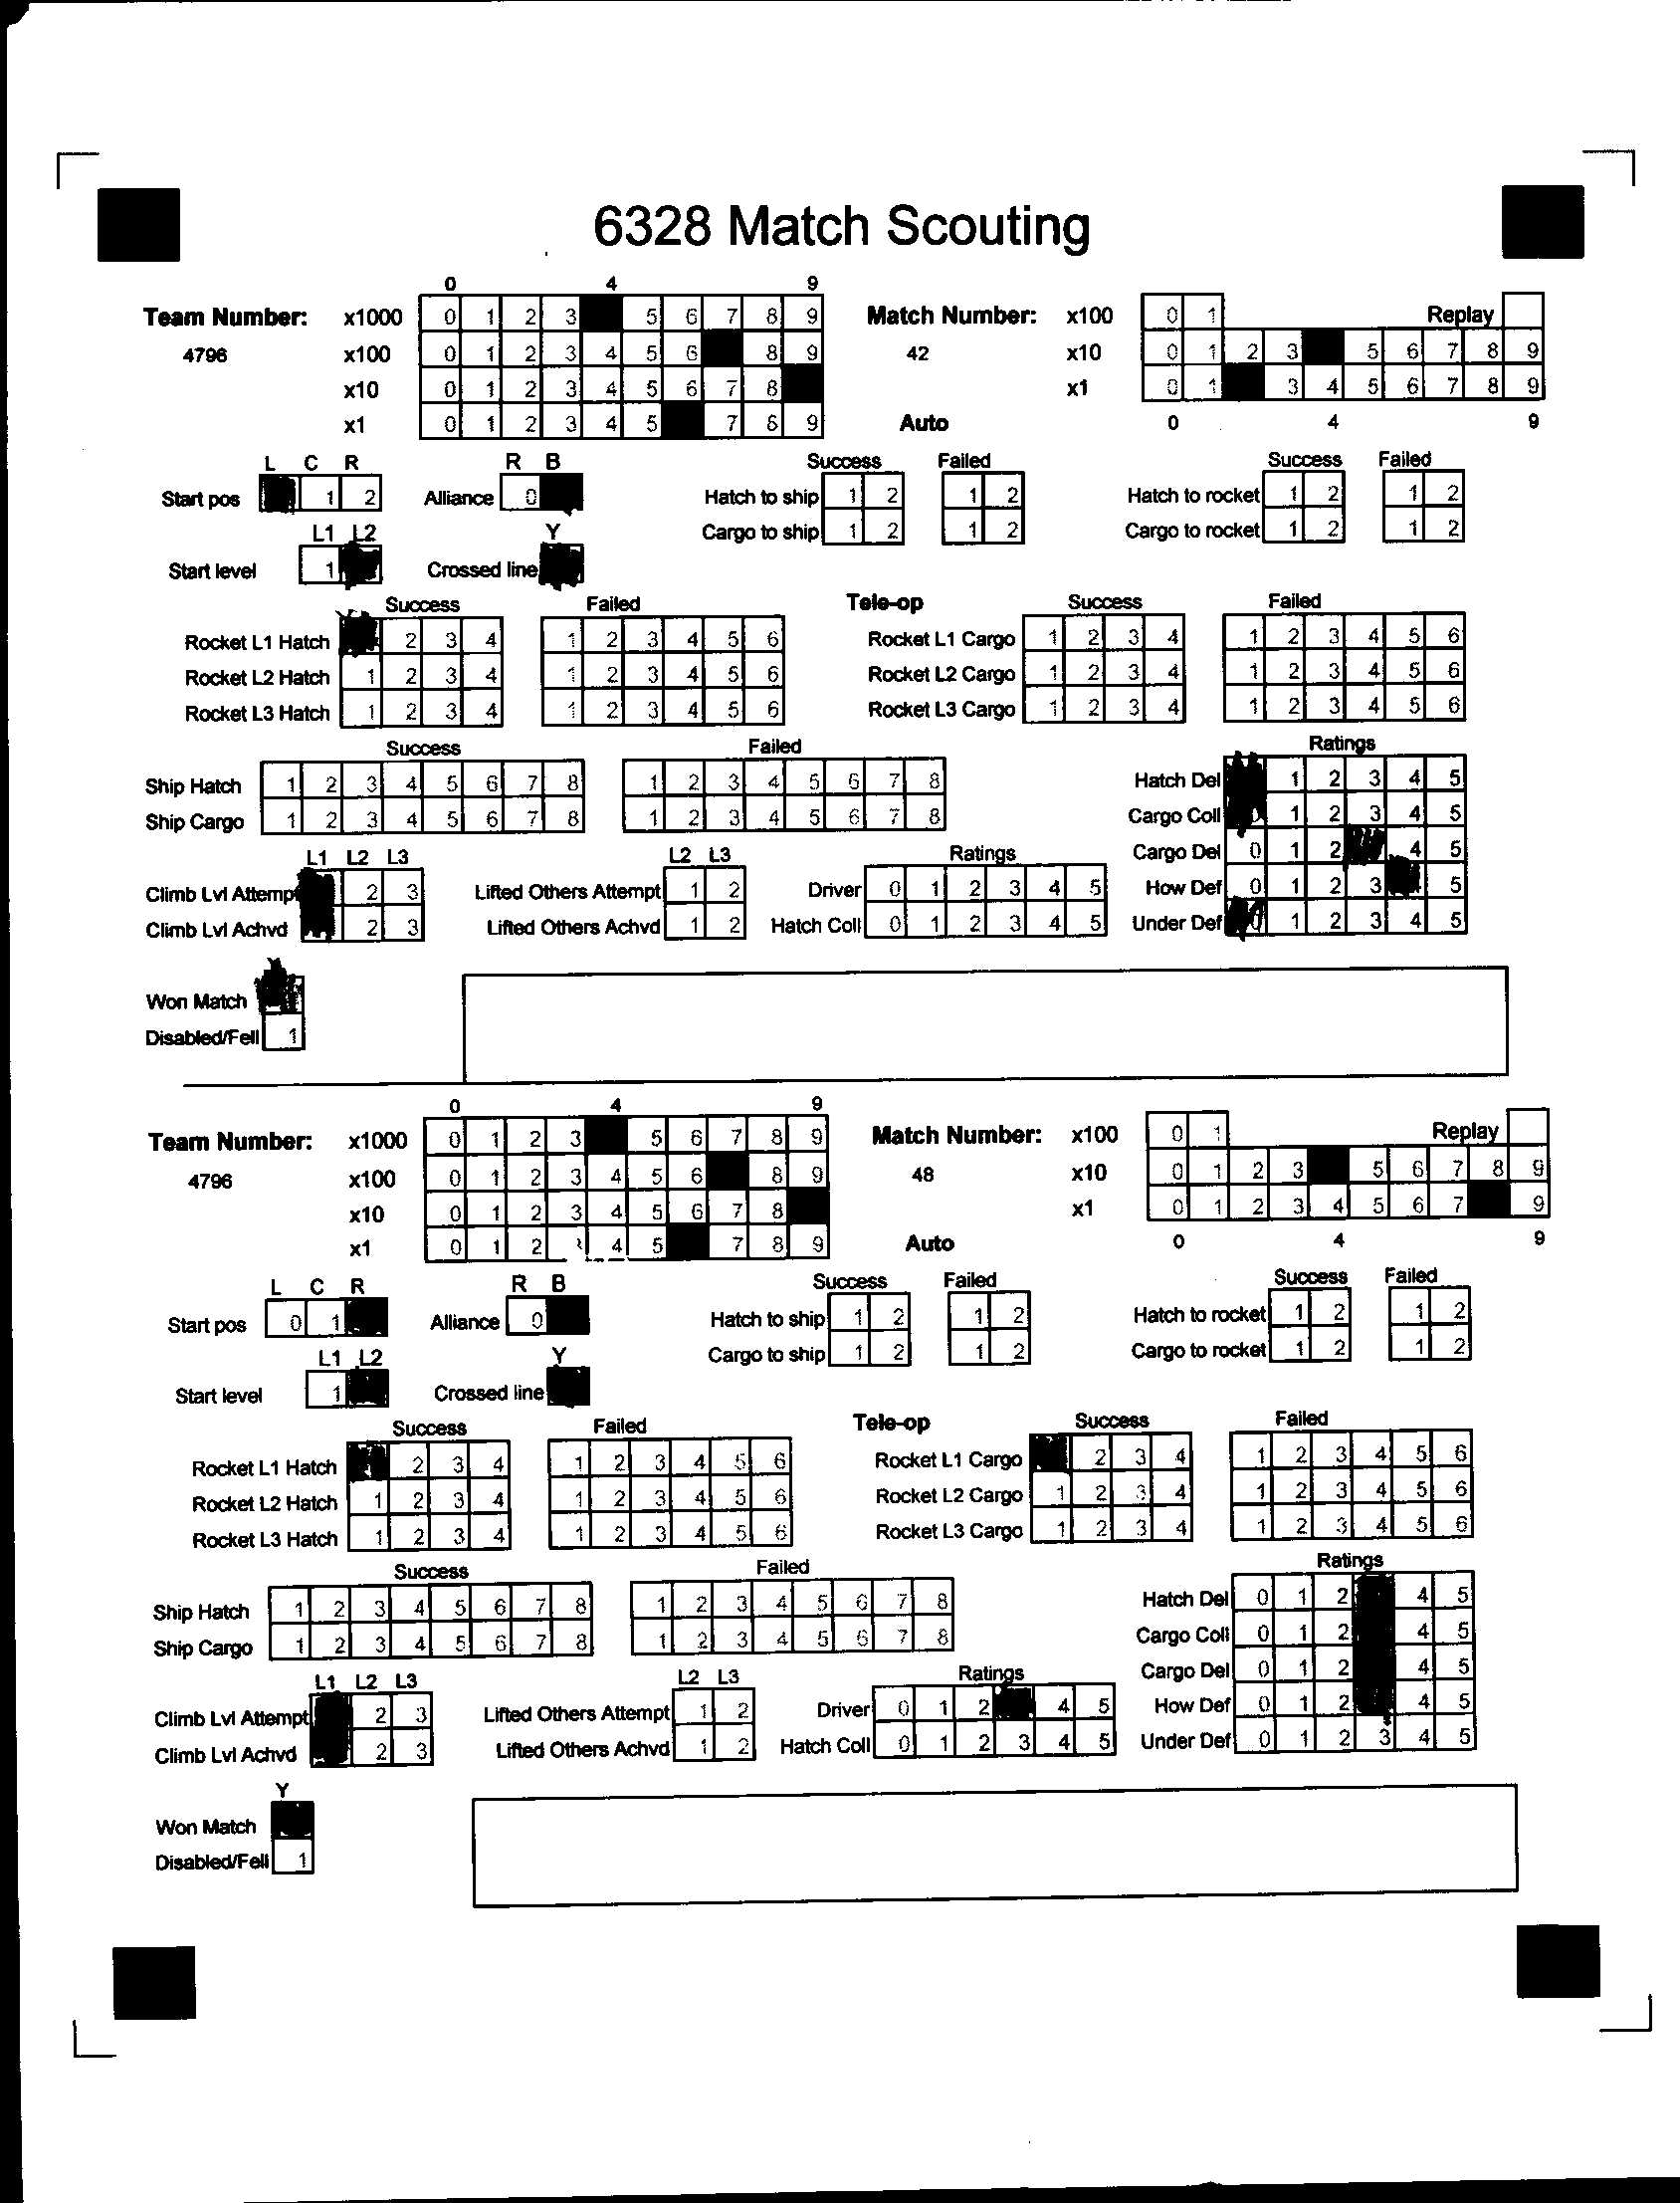 6328 Match Scouting
0 4 9
Team Number: x1000 0 1 2 3 5 6 7 8 9 Match Number: x100 0 1 Replay
4796 x100 0 1 2 3 4 5 6 8 9 42 x10 0 1 2 3 5 6 7 8 9
x10 0 1 2 3 4 5 6 7 8 x1 0 1 3 4 5 6 7 8 9
x1 0 1 2 3 4 5 7 8 9 Auto 0 4 9
L C R R B Success Failed Success Failed
Start pos 1 2 Alliance 0 Hatch to ship 1 2 1 2 Hatch to rocket 1 2 1 2
L1 L2 Y Cargo to ship 1 2 1 2 Cargo to rocket 1 2 1 2
Start level 1 Crossed line
Success Failed Tele-op Success Failed
Rocket L1 Hatch 2 3 4 1 2 3 4 5 6 Rocket L1 Cargo 1 2 3 4 1 2 3 4 5 6
Rocket L2 Hatch 1 2 3 4 1 2 3 4 5 6 Rocket L2 Cargo 1 2 3 4 1 2 3 4 5 6
Rocket L3 Hatch 1 2 3 4 1 2 3 4 5 6 Rocket L3 Cargo 1 2 3 4 1 2 3 4 5 6
Success Failed Ratings
Ship Hatch 1 2 3 4 5 6 7 8 1 2 3 4 5 6 7 8 Hatch Del 1 2 3 4 5
Ship Cargo 1 2 3 4 5 6 7 8 1 2 3 4 5 6 7 8 Cargo Coll 0 1 2 3 4 5
L1 L2 L3 L2 L3 Ratings Cargo Del 0 1 2 4 5
Climb Lvl Attempt 2 3 Lifted Others Attempt 1 2 Driver 0 1 2 3 4 5 How Def 0 1 2 3 5
Climb Lvl Achvd 2 3 Lifted Others Achvd 1 2 Hatch Coll 0 1 2 3 4 5 Under Def 0 1 2 3 4 5
Y
Won Match
Disabled/Fell 1
0 4 9
Team Number: x1000 0 1 2 3 5 6 7 8 9 Match Number: x100 0 1 Replay
4796 x100 0 1 2 3 4 5 6 8 9 48 x10 0 1 2 3 5 6 7 8 9
x10 0 1 2 3 4 5 6 7 8 x1 0 1 2 3 4 5 6 7 9
x1 0 1 2 4 5 7 8 9 Auto 0 4 9
L C R R B Success Failed Success Failed
Start pos 0 1 Alliance 0 Hatch to ship 1 2 1 2 Hatch to rocket 1 2 1 2
L1 L2 Y Cargo to ship 1 2 1 2 Cargo to rocket 1 2 1 2
Start level 1 Crossed line
Success Failed Tele-op Success Failed
Rocket L1 Hatch 2 3 4 1 2 3 4 5 6 Rocket L1 Cargo 2 3 4 1 2 3 4 5 6
Rocket L2 Hatch 1 2 3 4 1 2 3 4 5 6 Rocket L2 Cargo 1 2 3 4 1 2 3 4 5 6
Rocket L3 Hatch 1 2 3 4 1 2 3 4 5 6 Rocket L3 Cargo 1 2 3 4 1 2 3 4 5 6
Success Failed Ratings
Ship Hatch 1 2 3 4 5 6 7 8 1 2 3 4 5 6 7 8 Hatch Del 0 1 2 4 5
Ship Cargo 1 2 3 4 5 6 7 8 1 2 3 4 5 6 7 8 Cargo Coll 0 1 2 4 5
L1 L2 L3 L2 L3 Ratings Cargo Del 0 1 2 4 5
Climb Lvl Attempt 2 3 Lifted Others Attempt 1 2 Driver 0 1 2 4 5 How Def 0 1 2 4 5
Climb Lvl Achvd 2 3 Lifted Others Achvd 1 2 Hatch Coll 0 1 2 3 4 5 Under Def 0 1 2 3 4 5
Y
Won Match
Disabled/Fell 1